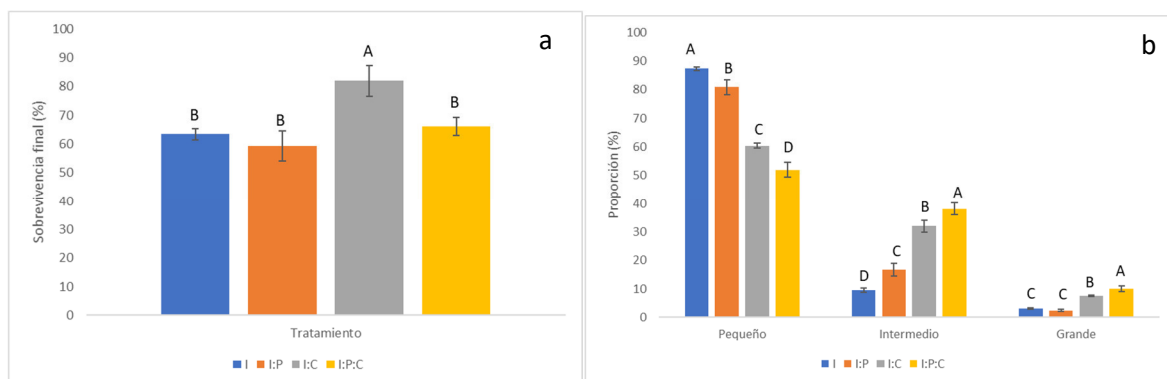 a
Sobrevivencia final (%)
100
90
80
70
60
50
40
30
20
10
0
B
B
A
B
Tratamiento
I I:P I:C I:P:C
b
Proporción (%)
100
90
80
70
60
50
40
30
20
10
0
A
B
C
D
D
C
B
A
C
C
B
A
Pequeño Intermedio Grande
I I:P I:C I:P:C